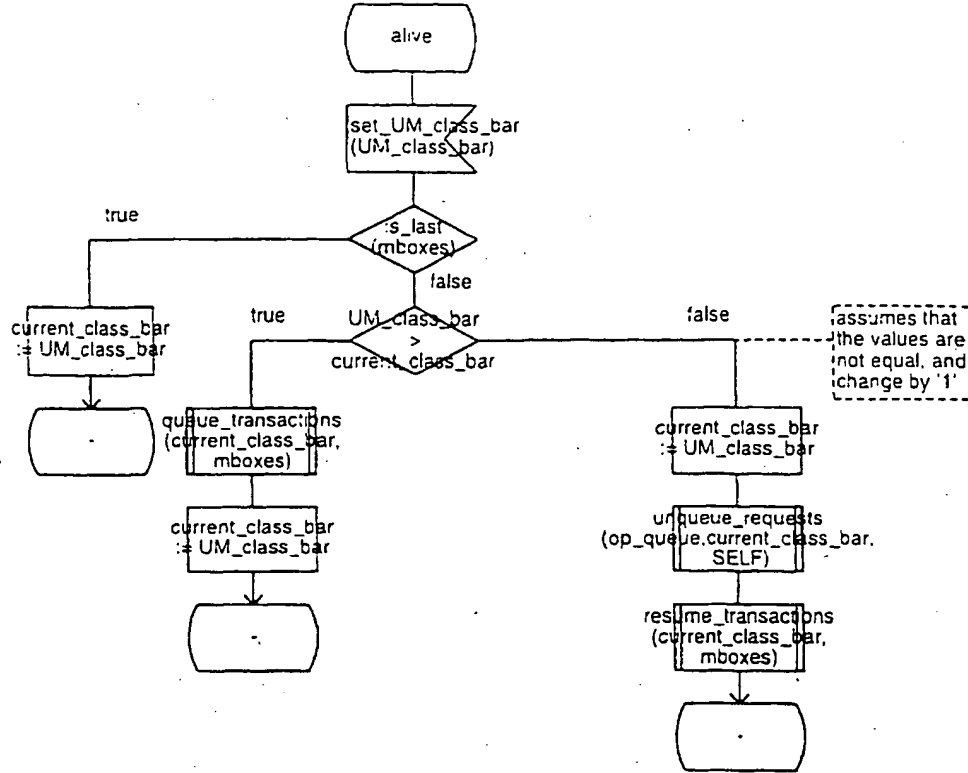 alive
set_UM_class_bar
(UM_class_bar)
true
is_last
(mboxes)
false
true
UM_class_bar
>
current_class_bar
false
assumes that
the values are
not equal, and
change by '1'
current_class_bar
:= UM_class_bar
-
queue_transactions
(current_class_bar,
mboxes)
current_class_bar
:= UM_class_bar
-
current_class_bar
:= UM_class_bar
unqueue_requests
(op_queue,current_class_bar,
SELF)
resume_transactions
(current_class_bar,
mboxes)
-